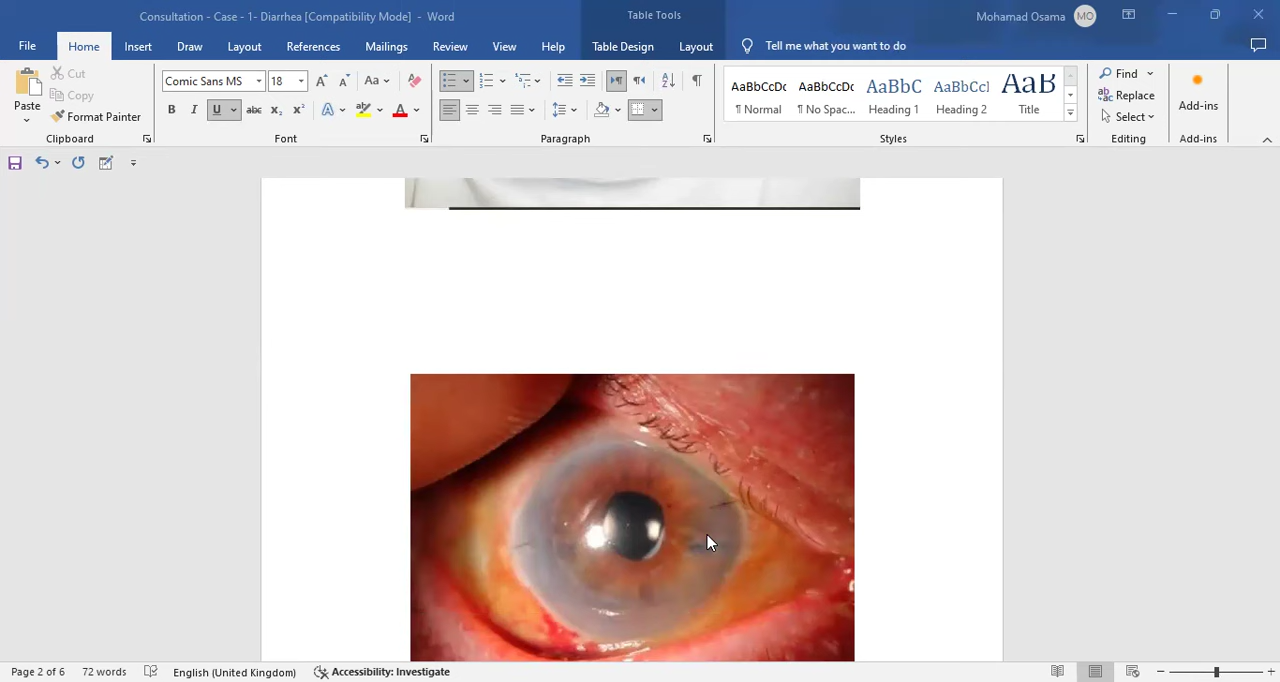 Consultation - Case - 1- Diarrhea [Compatibility Mode] - Word
Table Tools
Mohamad Osama MO
File Home Insert Draw Layout References Mailings Review View Help Table Design Layout Tell me what you want to do
Paste
Cut
Copy
Format Painter
Clipboard
Comic Sans MS 18
Font
Paragraph
AaBbCcDc AaBbCcDc AaBbC AaBbCcI AaB
¶ Normal ¶ No Spac... Heading 1 Heading 2 Title
Styles
Find
Replace
Select
Editing
Add-ins
Add-ins
Page 2 of 6 72 words English (United Kingdom) Accessibility: Investigate